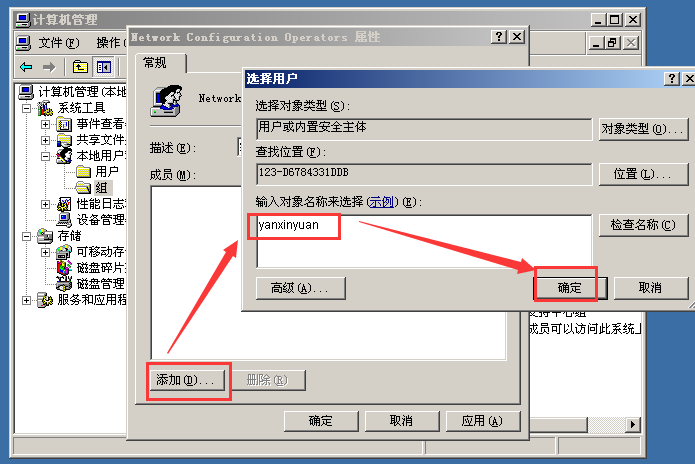 计算机管理
文件(F) 操作(
计算机管理(本地
系统工具
事件查看
共享文件
本地用户
用户
组
性能日志
设备管理
存储
可移动存
磁盘碎片
磁盘管理
服务和应用程
Network Configuration Operators 属性
常规
Network
描述(E):
成员(M):
添加(D)...
删除(R)
确定
取消
应用(A)
选择用户
选择对象类型(S):
用户或内置安全主体
对象类型(O)...
查找位置(F):
123-D6784331DDB
位置(L)...
输入对象名称来选择(示例)(E):
yanxinyuan
检查名称(C)
高级(A)...
确定
取消
支持中心组
成员可以访问此系统